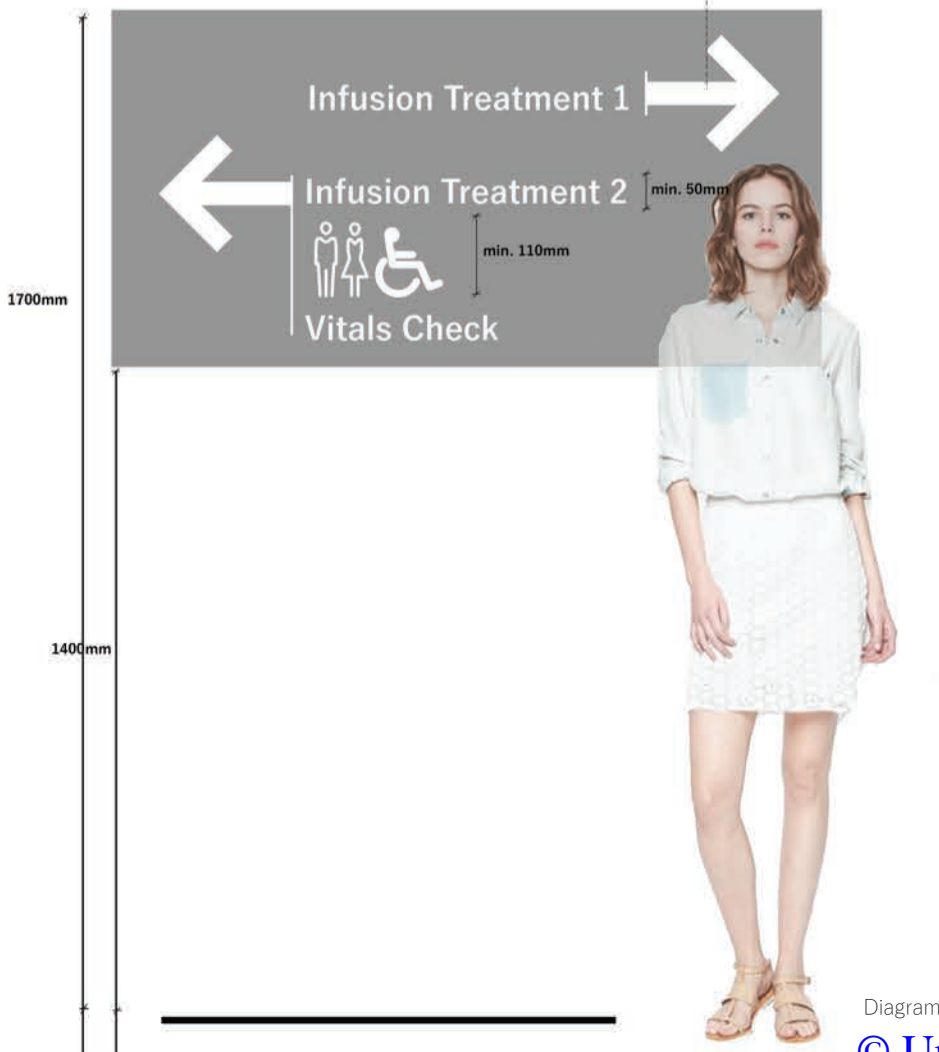 Infusion Treatment 1
Infusion Treatment 2
min. 50mm
min. 110mm
Vitals Check
1700mm
1400mm
Diagram
©